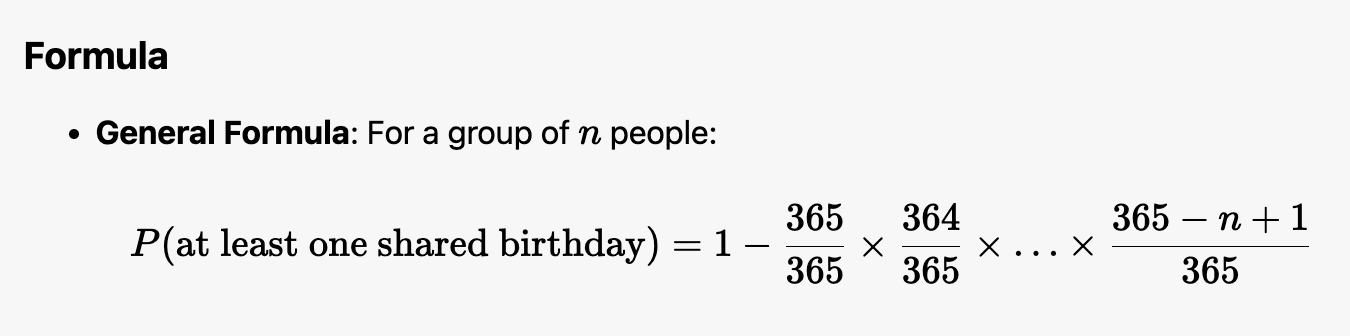 Formula
• General Formula: For a group of n people:
P(at least one shared birthday) = 1 − 365/365 × 364/365 × … × (365 − n + 1)/365